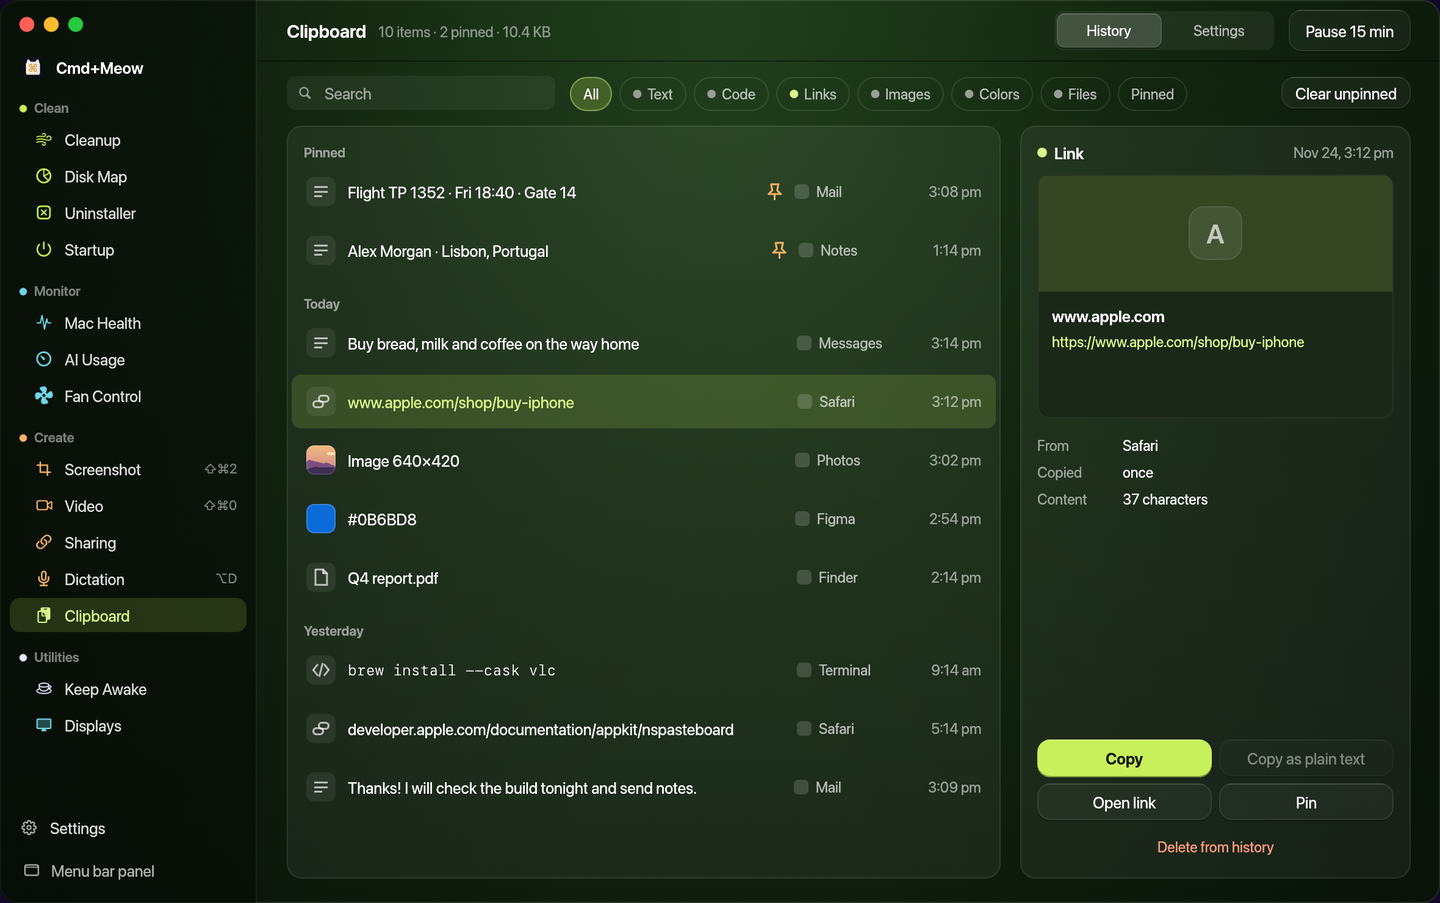 Cmd+Meow
Clean
Cleanup
Disk Map
Uninstaller
Startup
Monitor
Mac Health
AI Usage
Fan Control
Create
Screenshot ⇧⌘2
Video ⇧⌘0
Sharing
Dictation ⌥D
Clipboard
Utilities
Keep Awake
Displays
Settings
Menu bar panel
Clipboard 10 items · 2 pinned · 10.4 KB
History Settings Pause 15 min
Search All Text Code Links Images Colors Files Pinned Clear unpinned
Pinned
Flight TP 1352 · Fri 18:40 · Gate 14 Mail 3:08 pm
Alex Morgan · Lisbon, Portugal Notes 1:14 pm
Today
Buy bread, milk and coffee on the way home Messages 3:14 pm
www.apple.com/shop/buy-iphone Safari 3:12 pm
Image 640×420 Photos 3:02 pm
#0B6BD8 Figma 2:54 pm
Q4 report.pdf Finder 2:14 pm
Yesterday
brew install --cask vlc Terminal 9:14 am
developer.apple.com/documentation/appkit/nspasteboard Safari 5:14 pm
Thanks! I will check the build tonight and send notes. Mail 3:09 pm
Link Nov 24, 3:12 pm
A
www.apple.com
https://www.apple.com/shop/buy-iphone
From Safari
Copied once
Content 37 characters
Copy Copy as plain text
Open link Pin
Delete from history